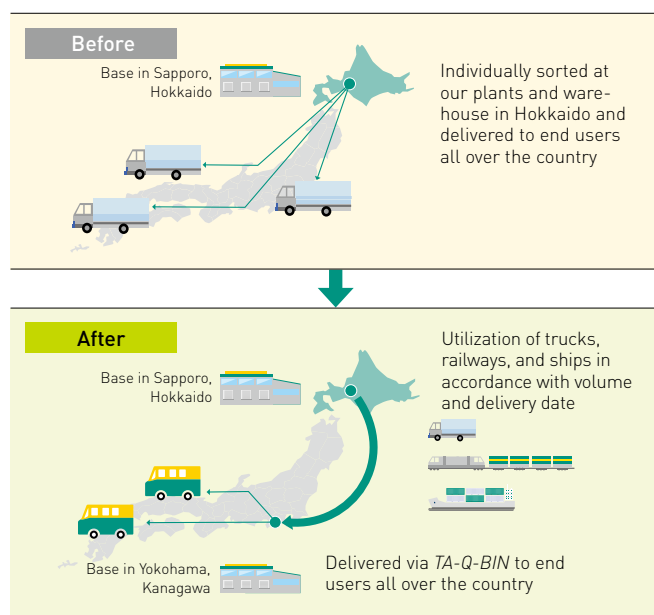 Before
Base in Sapporo,
Hokkaido
Individually sorted at
our plants and ware-
house in Hokkaido and
delivered to end users
all over the country
After
Base in Sapporo,
Hokkaido
Utilization of trucks,
railways, and ships in
accordance with volume
and delivery date
Base in Yokohama,
Kanagawa
Delivered via TA-Q-BIN to end
users all over the country